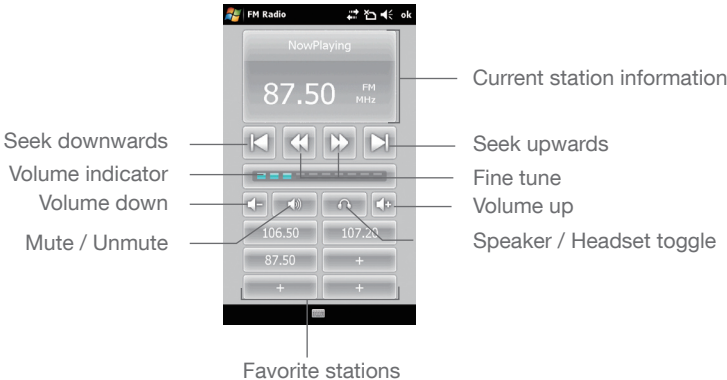 FM Radio ok
NowPlaying
87.50 FM MHz
Current station information
Seek downwards
Seek upwards
Volume indicator
Fine tune
Volume down
Volume up
Mute / Unmute
Speaker / Headset toggle
106.50 107.20
87.50 +
+ +
Favorite stations